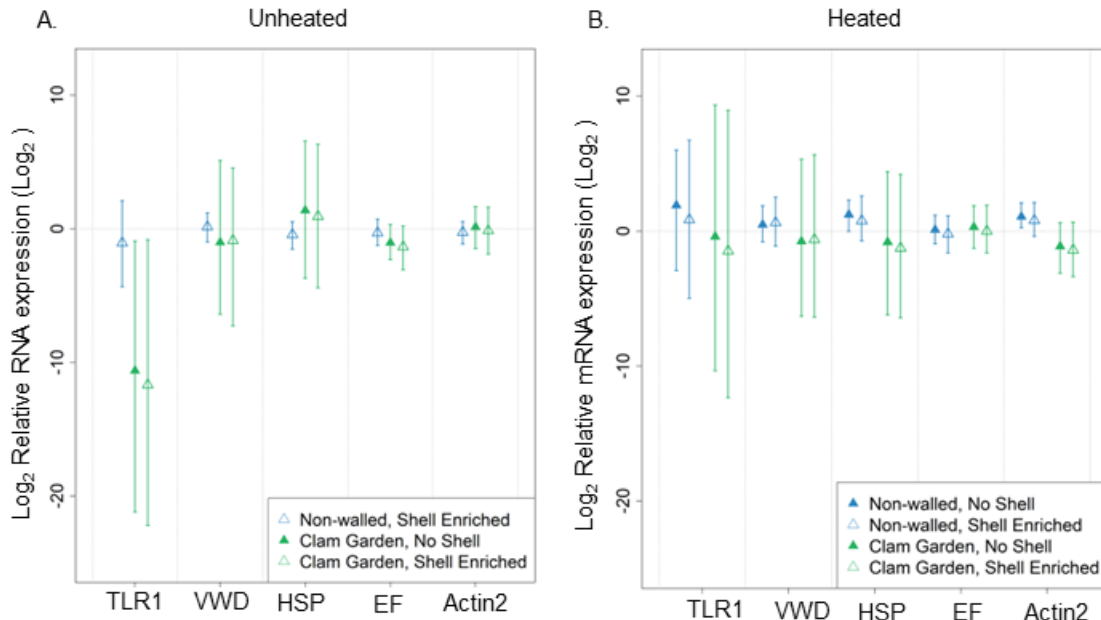 A.
Unheated
Log2 Relative RNA expression (Log2 )
10
0
-10
-20
Non-walled, Shell Enriched
Clam Garden, No Shell
Clam Garden, Shell Enriched
TLR1 VWD HSP EF Actin2
B.
Heated
Log2 Relative mRNA expression (Log2 )
10
0
-10
-20
Non-walled, No Shell
Non-walled, Shell Enriched
Clam Garden, No Shell
Clam Garden, Shell Enriched
TLR1 VWD HSP EF Actin2